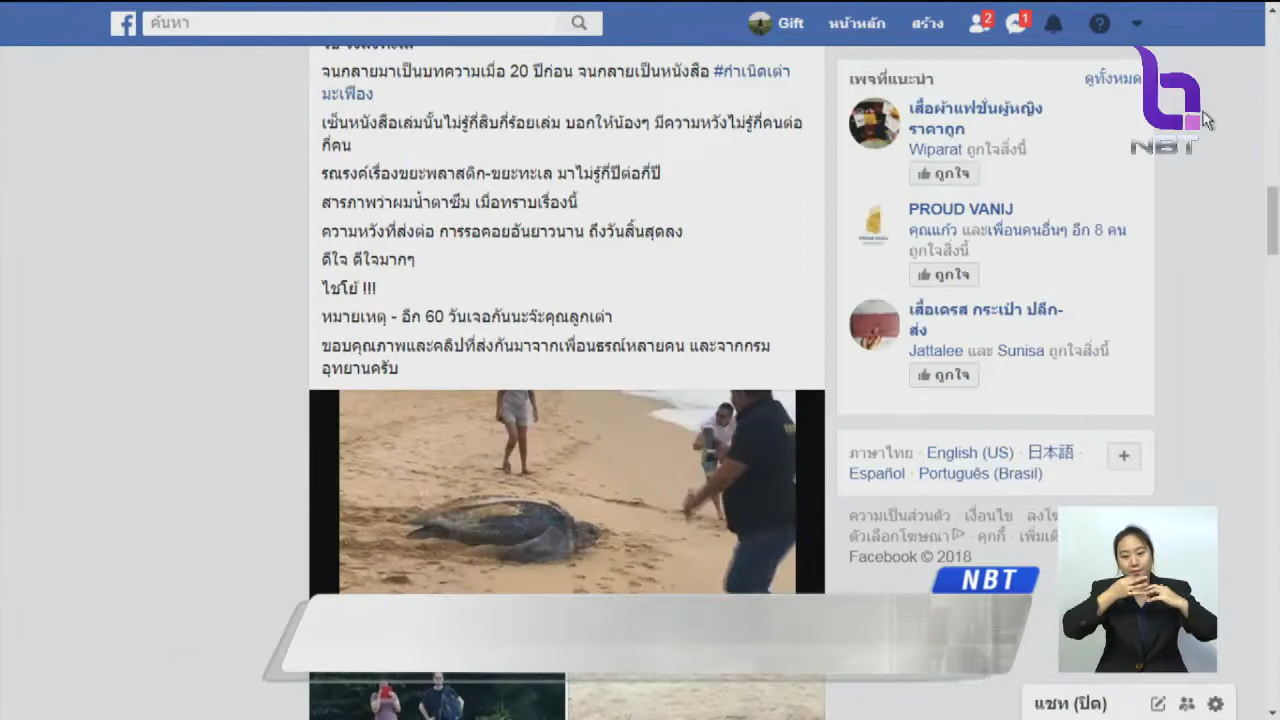 ค้นหา
Gift
หน้าหลัก
สร้าง
2
1
จนกลายมาเป็นบทความเมื่อ 20 ปีก่อน จนกลายเป็นหนังสือ #กำเนิดเต่า
มะเฟือง
เซ็นหนังสือเล่มนั้นไม่รู้กี่สิบกี่ร้อยเล่ม บอกให้น้องๆ มีความหวังไม่รู้กี่คนต่อ
กี่คน
รณรงค์เรื่องขยะพลาสติก-ขยะทะเล มาไม่รู้กี่ปีต่อกี่ปี
สารภาพว่าผมน้ำตาซึม เมื่อทราบเรื่องนี้
ความหวังที่ส่งต่อ การรอคอยอันยาวนาน ถึงวันสิ้นสุดลง
ดีใจ ดีใจมากๆ
ไชโย้ !!!
หมายเหตุ - อีก 60 วันเจอกันนะจ๊ะคุณลูกเต่า
ขอบคุณภาพและคลิปที่ส่งกันมาจากเพื่อนธรณ์หลายคน และจากกรม
อุทยานครับ
เพจที่แนะนำ
ดูทั้งหมด
เสื้อผ้าแฟชั่นผู้หญิง
ราคาถูก
Wiparat ถูกใจสิ่งนี้
ถูกใจ
PROUD VANIJ
คุณแก้ว และเพื่อนคนอื่นๆ อีก 8 คน
ถูกใจสิ่งนี้
ถูกใจ
เสื้อเดรส กระเป๋า ปลีก-
ส่ง
Jattalee และ Sunisa ถูกใจสิ่งนี้
ถูกใจ
ภาษาไทย · English (US) · 日本語 ·
Español · Português (Brasil)
ความเป็นส่วนตัว · เงื่อนไข ·
ตัวเลือกโฆษณา · คุกกี้ ·
Facebook © 2018
NBT
NBT
แชท (ปิด)